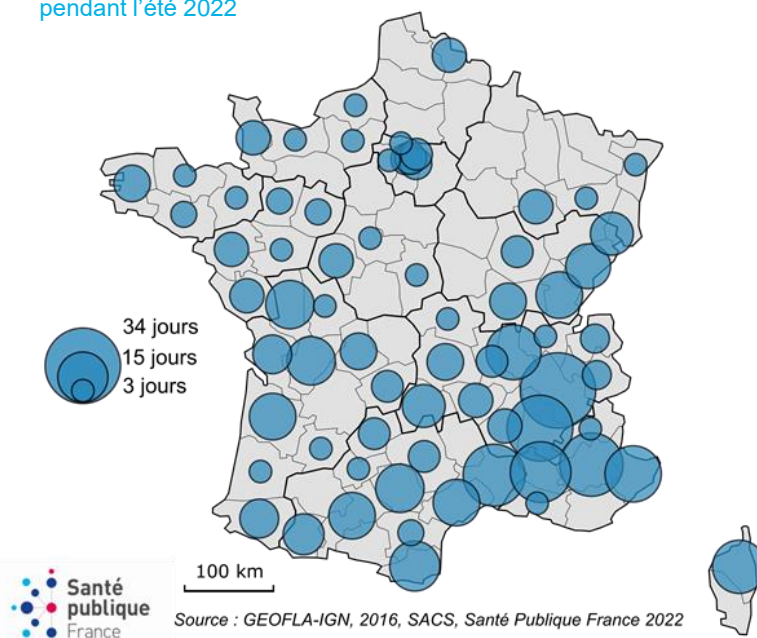 pendant l'été 2022
34 jours
15 jours
3 jours
100 km
Santé
publique
France
Source : GEOFLA-IGN, 2016, SACS, Santé Publique France 2022